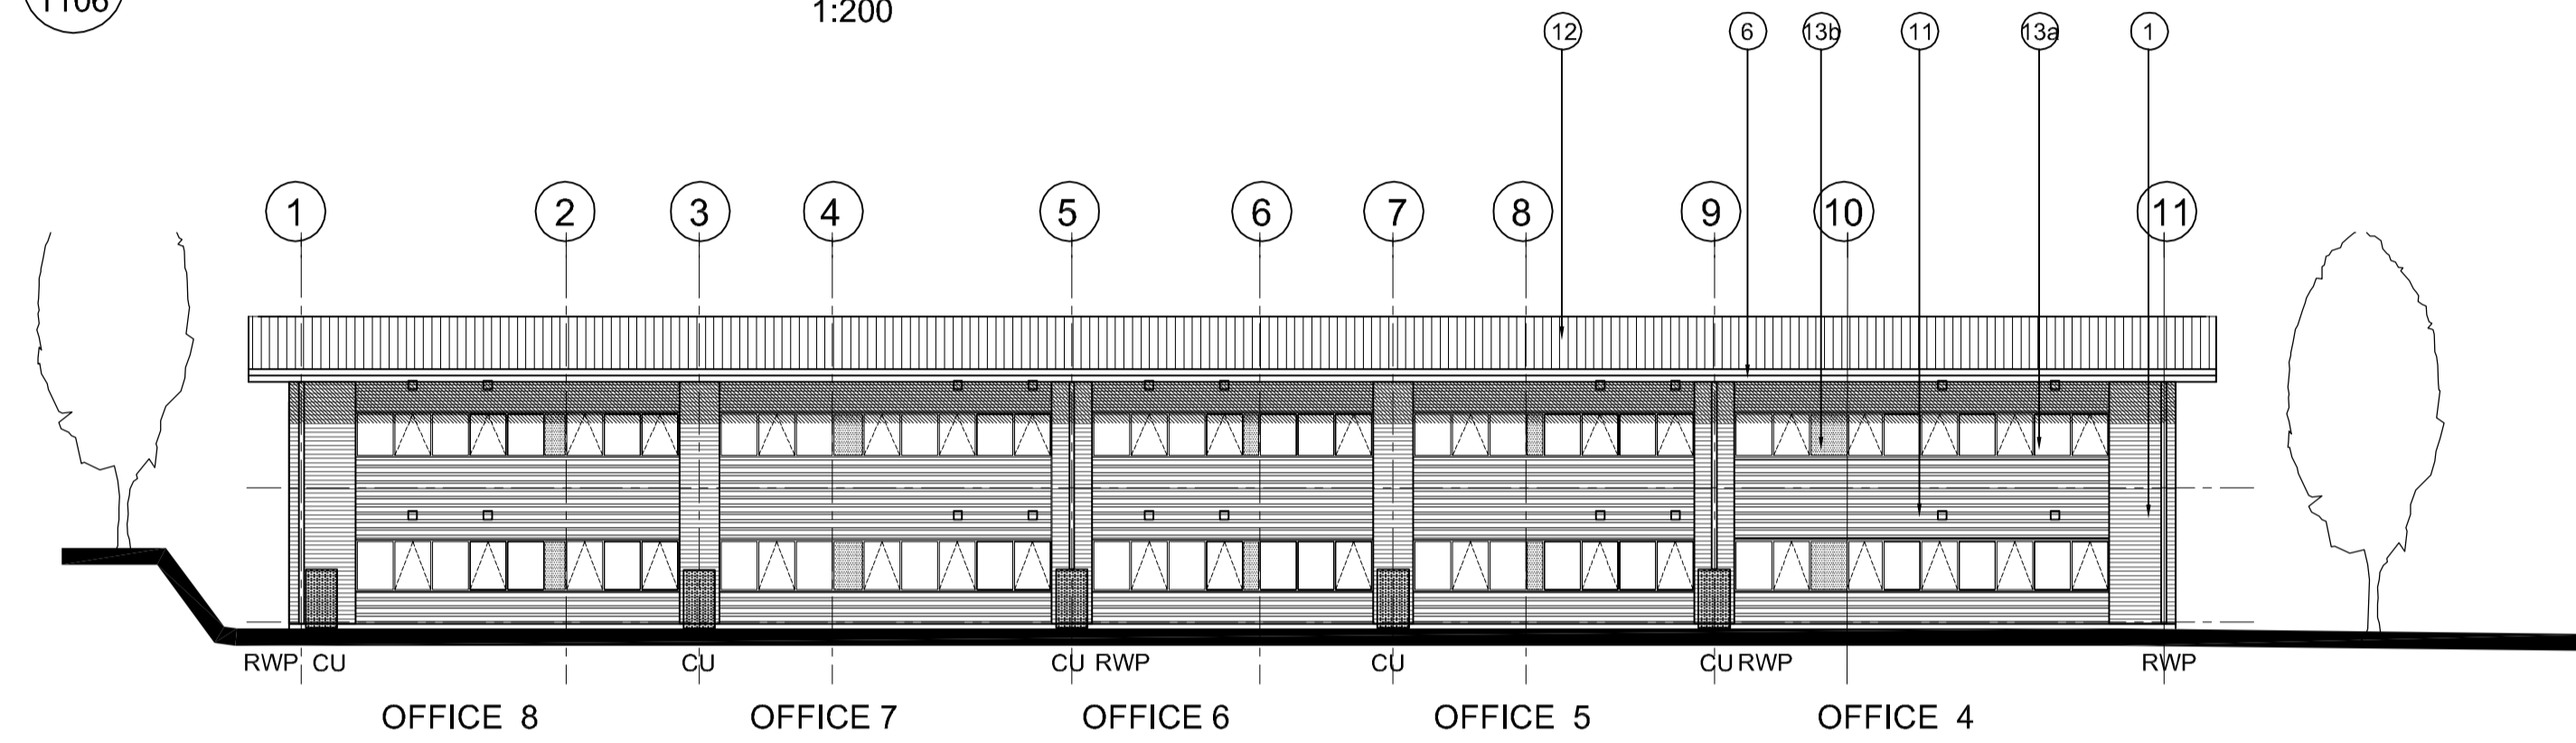 1106
1:200
12 6 13b 11 13a 1
1 2 3 4 5 6 7 8 9 10 11
RWP CU CU CU RWP CU CU RWP RWP
OFFICE 8 OFFICE 7 OFFICE 6 OFFICE 5 OFFICE 4